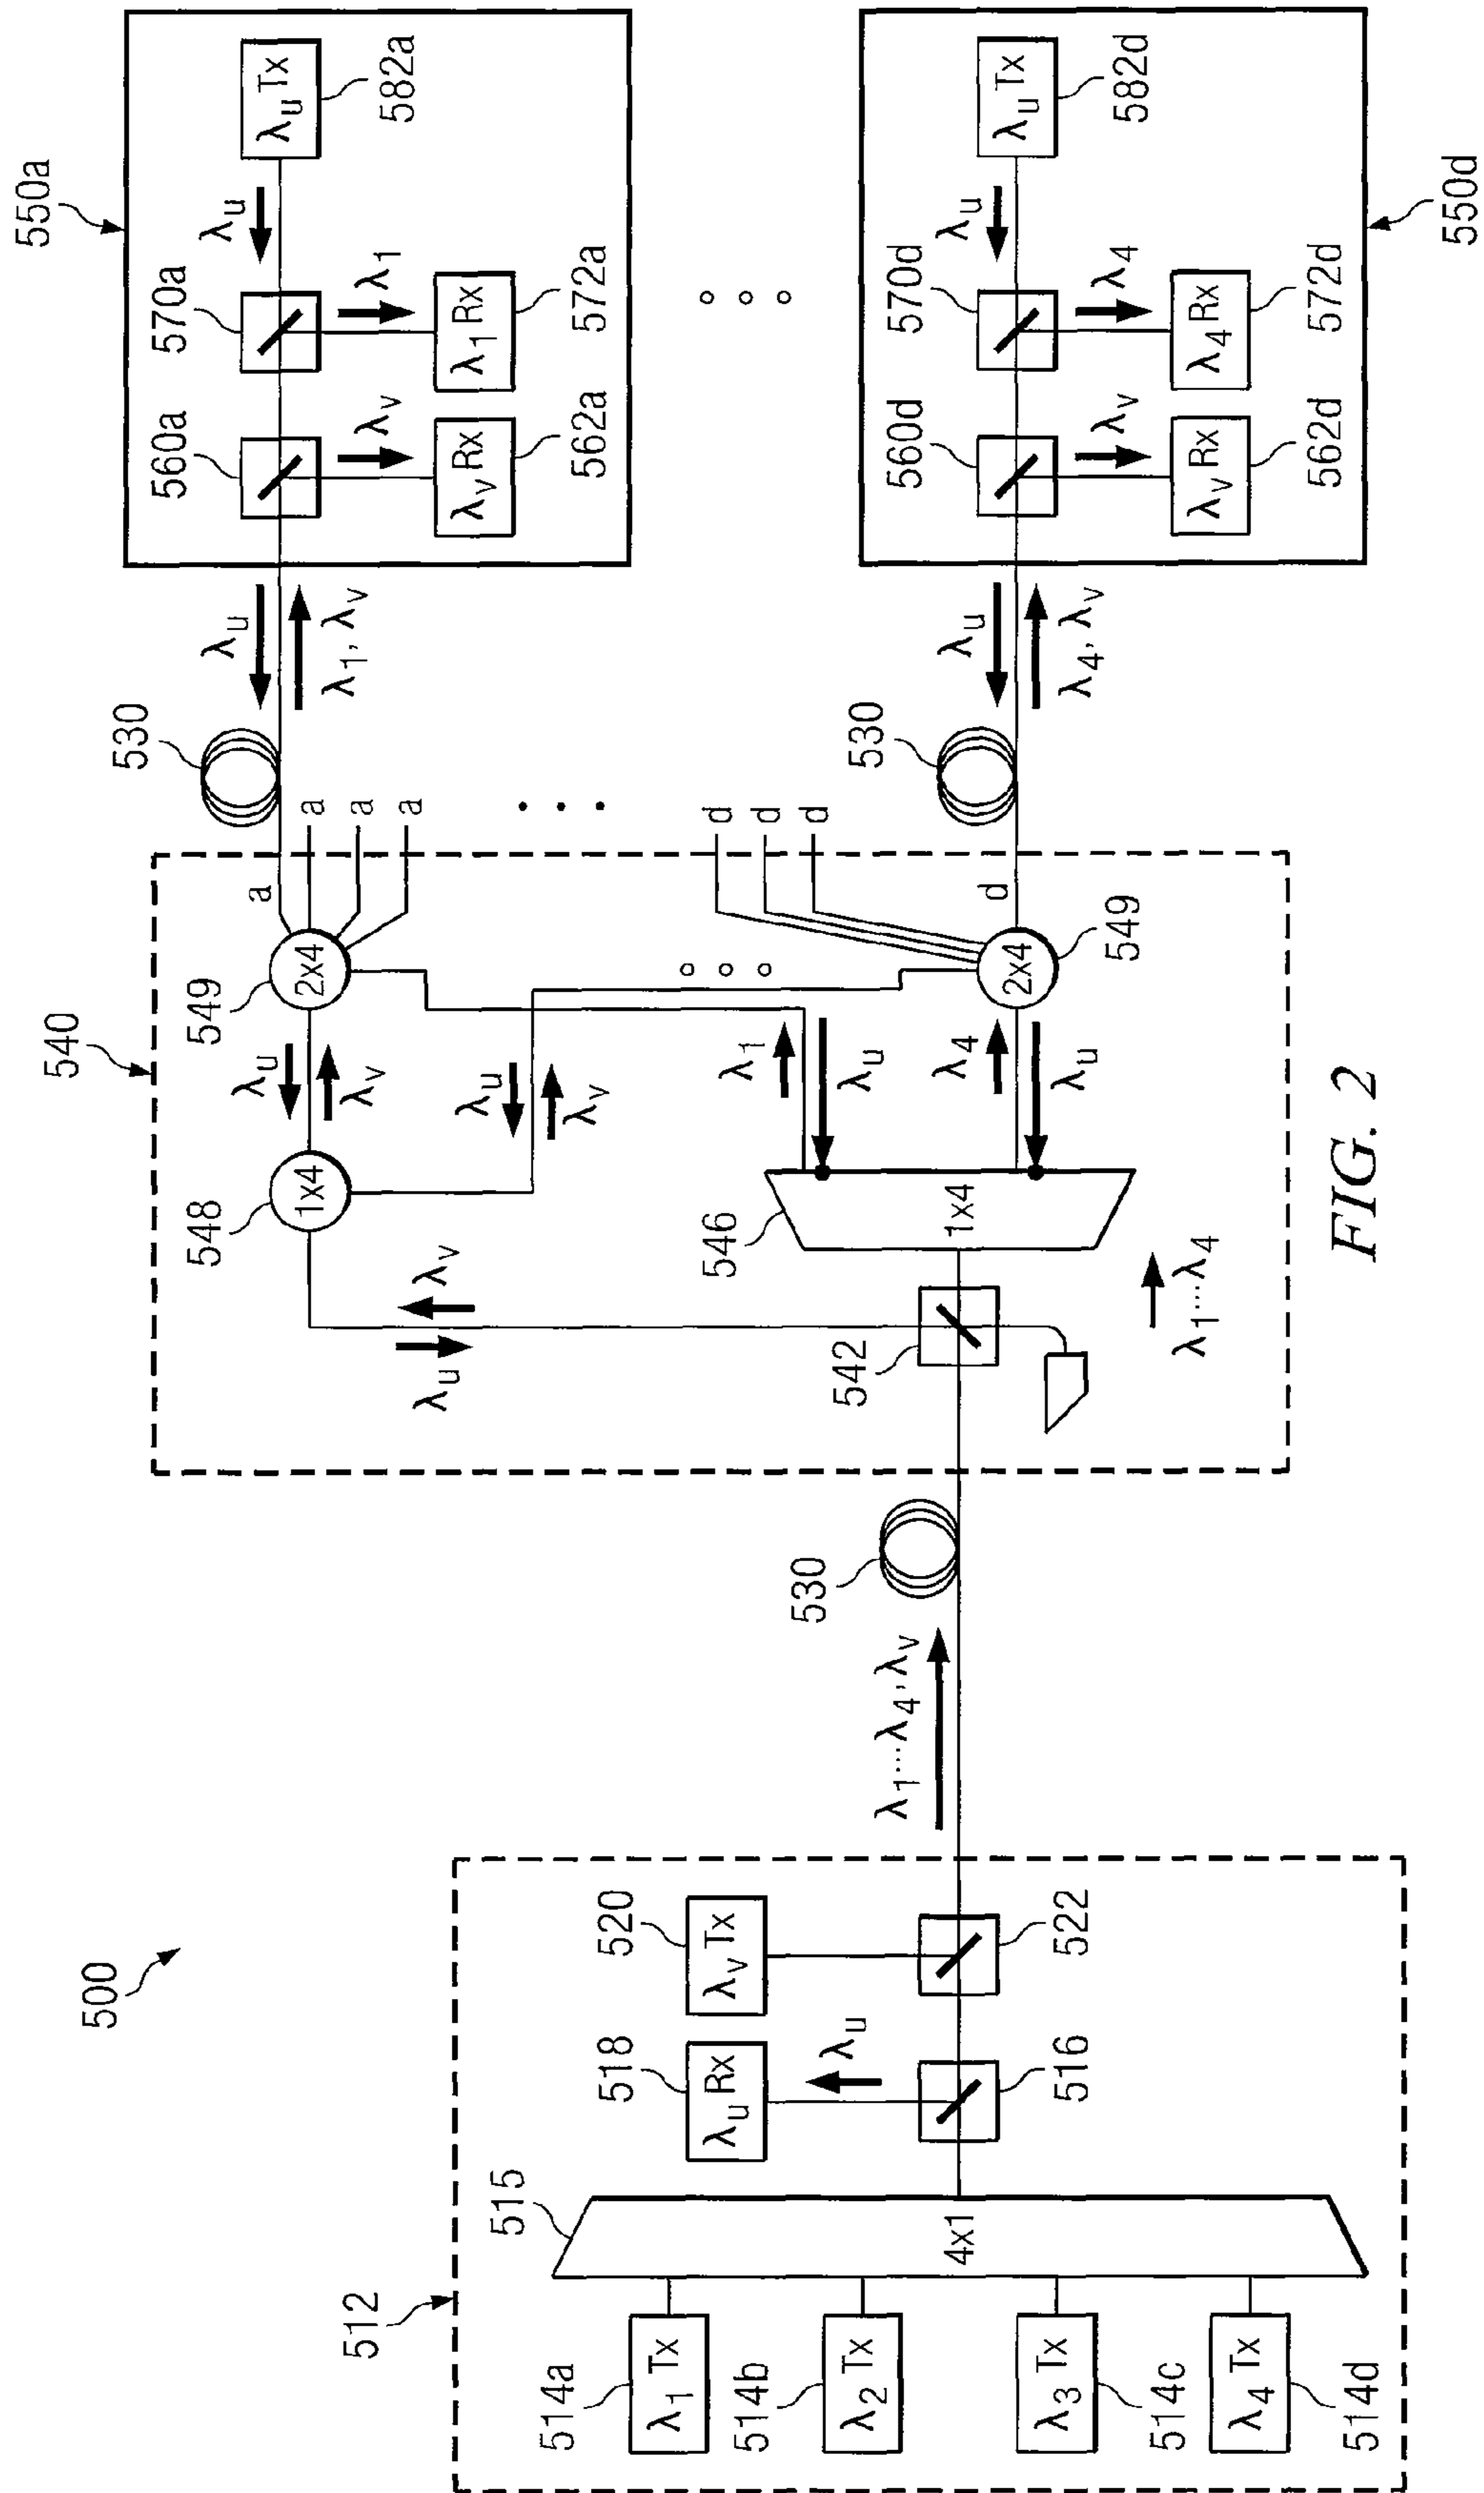 500
512
514a
λ1 Tx
514b
λ2 Tx
λ3 Tx
514c
λ4 Tx
514d
515
4x1
518
λu Rx
λu
516
520
λv Tx
522
λ1...λ4, λv
530
540
542
λu
λv
λ1...λ4
546
1x4
548
1x4
λu
λv
λu
λv
λ1
λu
λ4
λu
549
2x4
2x4
549
a
a
a
a
d
d
d
d
530
530
λu
λ1, λv
λu
λ4, λv
550a
560a
570a
λu
λu Tx
582a
λv
λ1
λv Rx
562a
λ1 Rx
572a
560d
570d
λu
λu Tx
582d
λv
λ4
λv Rx
562d
λ4 Rx
572d
550d
FIG. 2